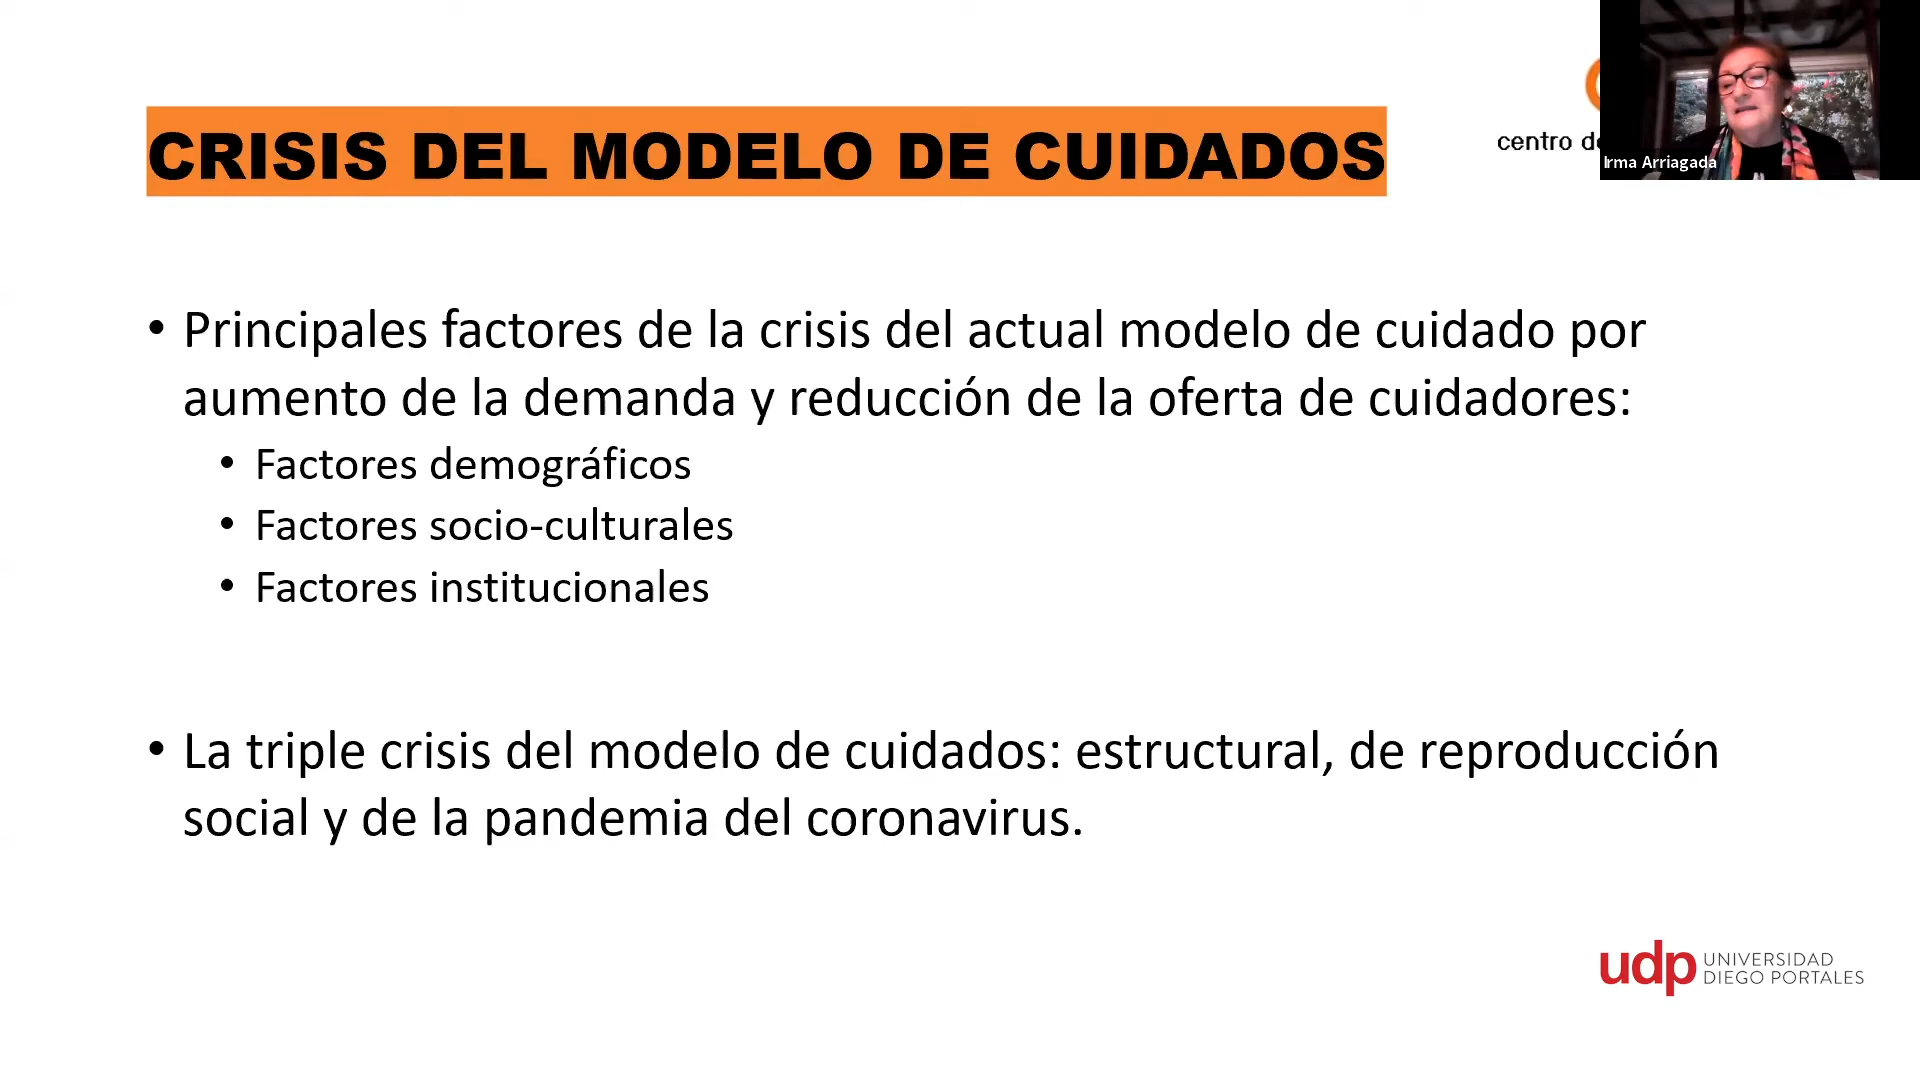 CRISIS DEL MODELO DE CUIDADOS
centro
Irma Arriagada
• Principales factores de la crisis del actual modelo de cuidado por
aumento de la demanda y reducción de la oferta de cuidadores:
• Factores demográficos
• Factores socio-culturales
• Factores institucionales
• La triple crisis del modelo de cuidados: estructural, de reproducción
social y de la pandemia del coronavirus.
udp UNIVERSIDAD
DIEGO PORTALES